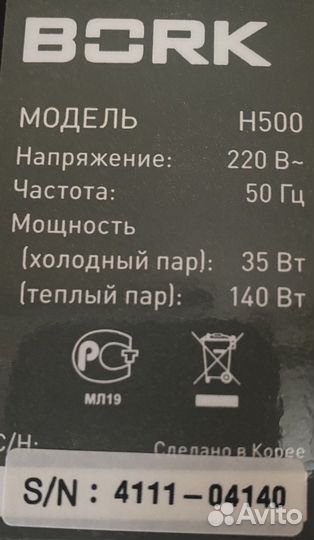 BORK
МОДЕЛЬ H500
Напряжение: 220 В~
Частота: 50 Гц
Мощность
(холодный пар): 35 Вт
(теплый пар): 140 Вт
РСТ
МЛ19
С/Н: Сделано в Корее
S/N : 4111-04140
Avito